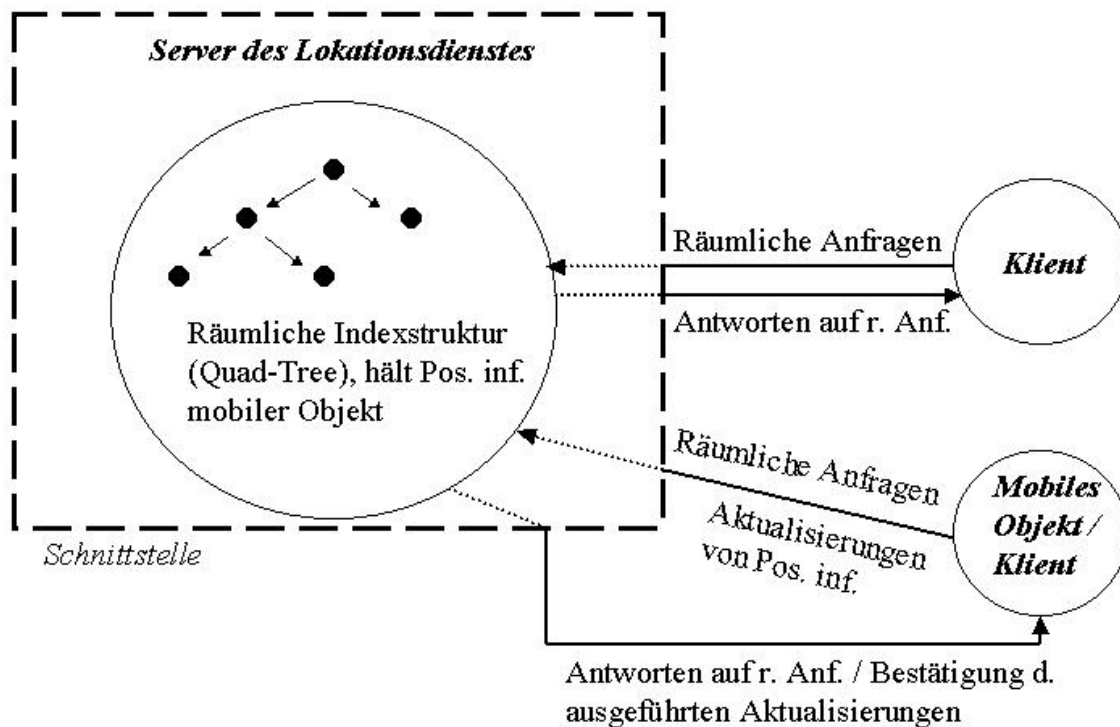 Server des Lokationsdienstes
Räumliche Indexstruktur
(Quad-Tree), hält Pos. inf.
mobiler Objekt
Schnittstelle
Räumliche Anfragen
Antworten auf r. Anf.
Klient
Räumliche Anfragen
Aktualisierungen
von Pos. inf.
Mobiles
Objekt /
Klient
Antworten auf r. Anf. / Bestätigung d.
ausgeführten Aktualisierungen